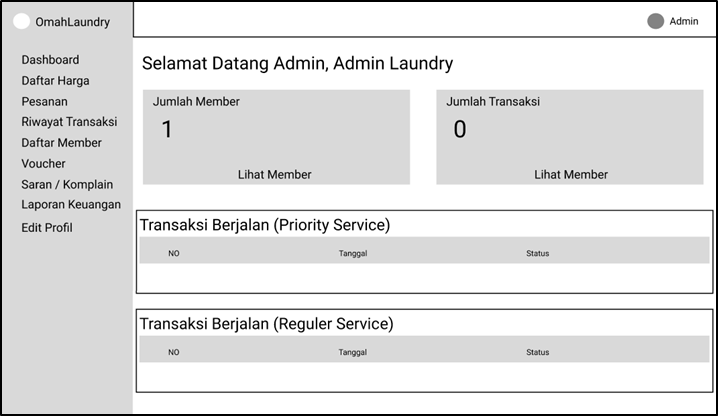 OmahLaundry
Admin
Dashboard
Daftar Harga
Pesanan
Riwayat Transaksi
Daftar Member
Voucher
Saran / Komplain
Laporan Keuangan
Edit Profil
Selamat Datang Admin, Admin Laundry
Jumlah Member
1
Lihat Member
Jumlah Transaksi
0
Lihat Member
Transaksi Berjalan (Priority Service)
NO Tanggal Status
Transaksi Berjalan (Reguler Service)
NO Tanggal Status